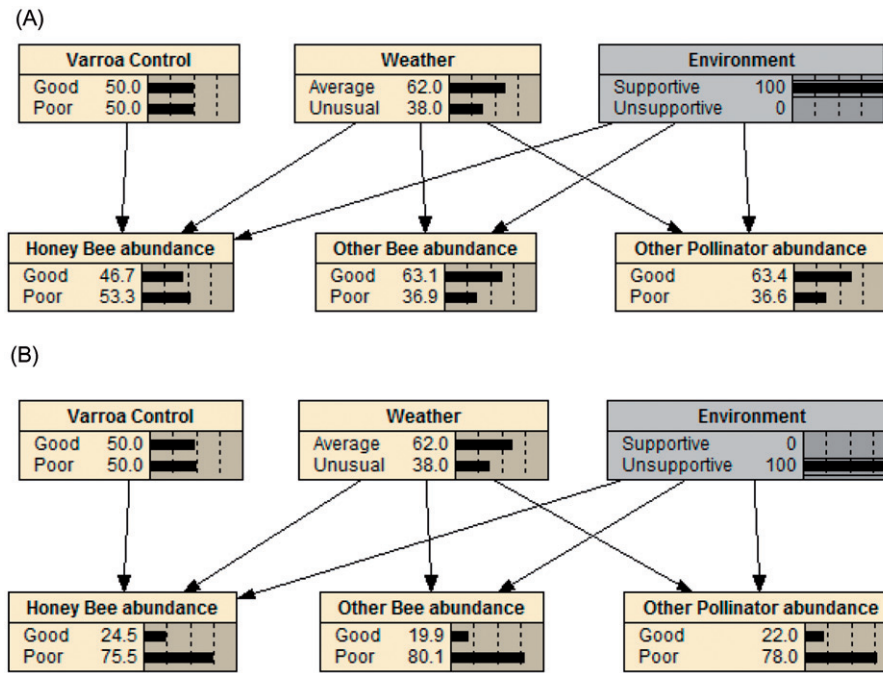 (A)
Varroa Control
Good 50.0
Poor 50.0
Weather
Average 62.0
Unusual 38.0
Environment
Supportive 100
Unsupportive 0
Honey Bee abundance
Good 46.7
Poor 53.3
Other Bee abundance
Good 63.1
Poor 36.9
Other Pollinator abundance
Good 63.4
Poor 36.6
(B)
Varroa Control
Good 50.0
Poor 50.0
Weather
Average 62.0
Unusual 38.0
Environment
Supportive 0
Unsupportive 100
Honey Bee abundance
Good 24.5
Poor 75.5
Other Bee abundance
Good 19.9
Poor 80.1
Other Pollinator abundance
Good 22.0
Poor 78.0